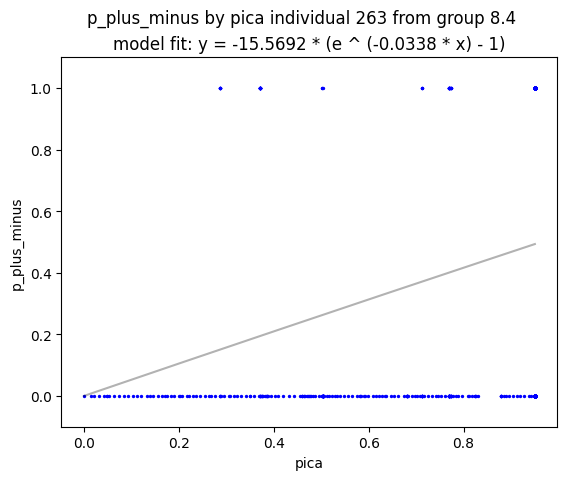 p_plus_minus by pica individual 263 from group 8.4
model fit: y = -15.5692 * (e ^ (-0.0338 * x) - 1)
1.0
0.8
0.6
0.4
0.2
0.0
p_plus_minus
0.0 0.2 0.4 0.6 0.8
pica